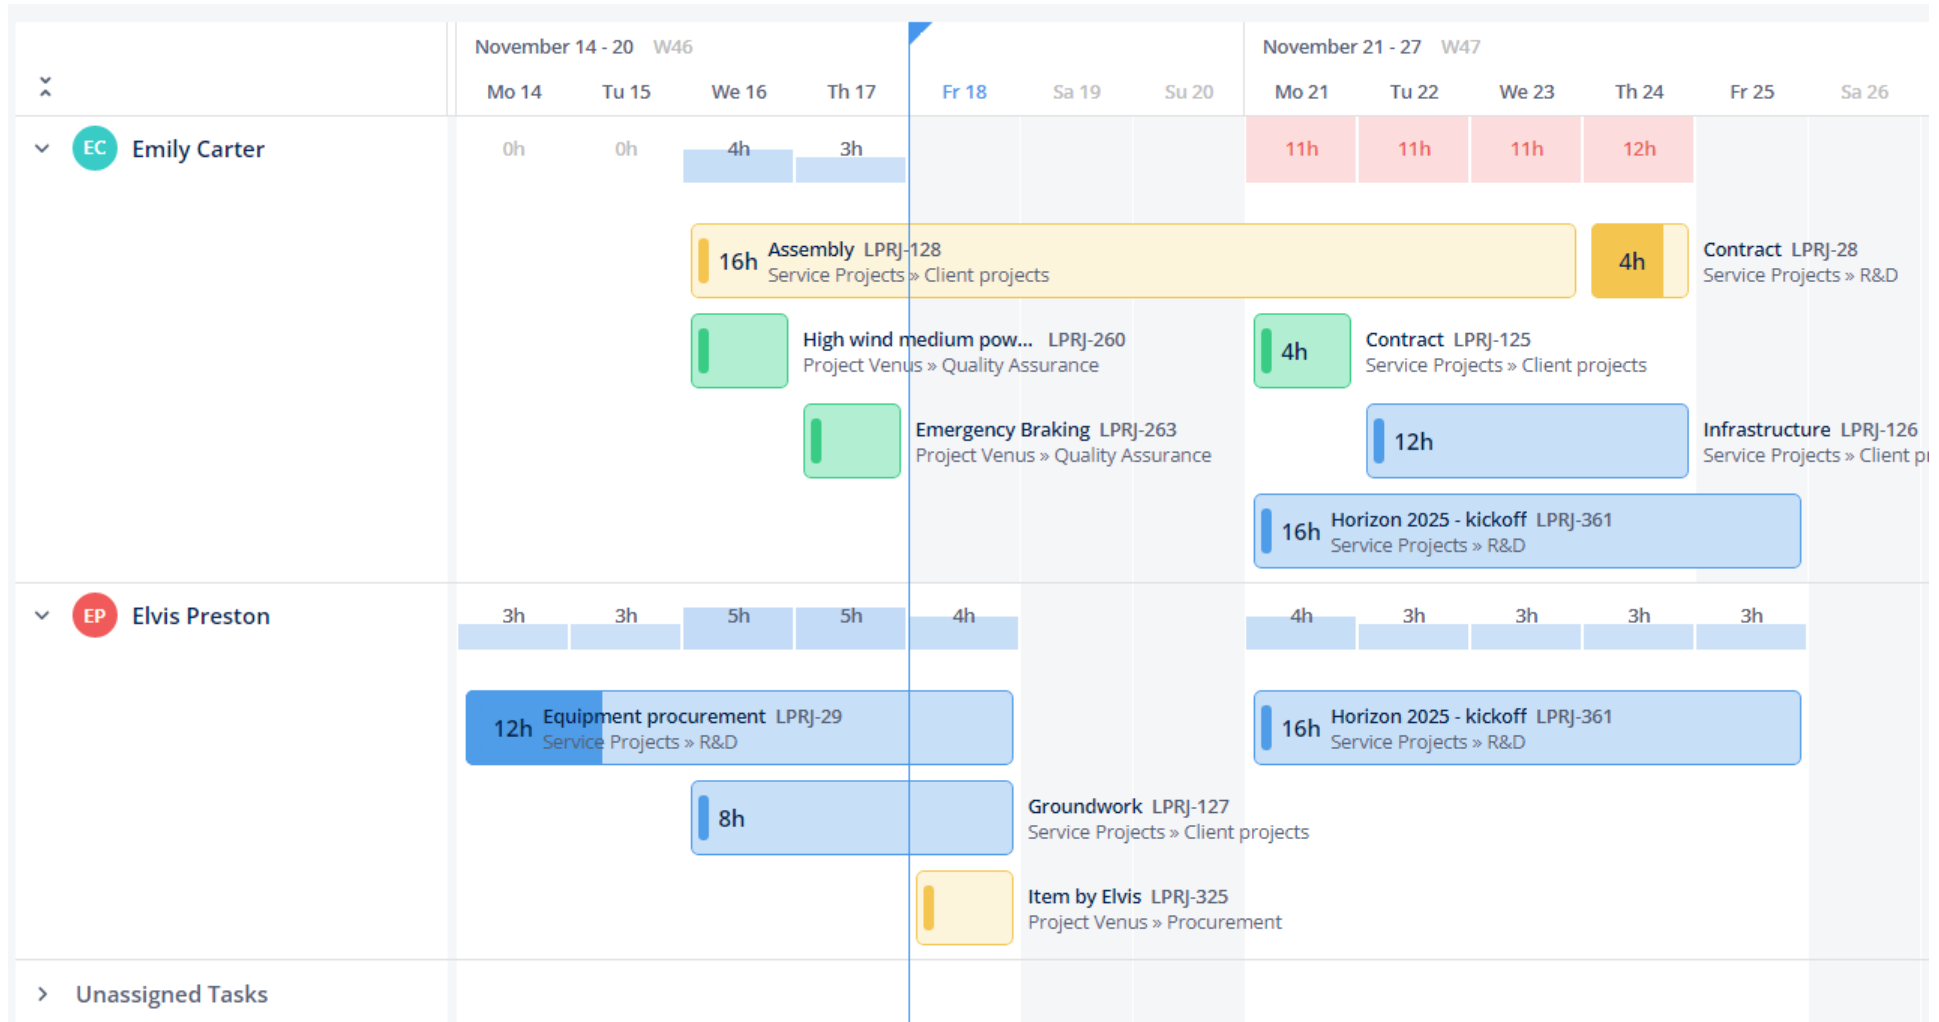 November 14 - 20 W46 November 21 - 27 W47
Mo 14 Tu 15 We 16 Th 17 Fr 18 Sa 19 Su 20 Mo 21 Tu 22 We 23 Th 24 Fr 25 Sa 26
EC Emily Carter 0h 0h 4h 3h 11h 11h 11h 12h
16h Assembly LPRJ-128 4h Contract LPRJ-28
Service Projects » Client projects Service Projects » R&D
High wind medium pow... LPRJ-260 4h Contract LPRJ-125
Project Venus » Quality Assurance Service Projects » Client projects
Emergency Braking LPRJ-263 12h Infrastructure LPRJ-126
Project Venus » Quality Assurance Service Projects » Client
16h Horizon 2025 - kickoff LPRJ-361
Service Projects » R&D
EP Elvis Preston 3h 3h 5h 5h 4h 4h 3h 3h 3h 3h
12h Equipment procurement LPRJ-29 16h Horizon 2025 - kickoff LPRJ-361
Service Projects » R&D Service Projects » R&D
8h Groundwork LPRJ-127
Service Projects » Client projects
Item by Elvis LPRJ-325
Project Venus » Procurement
Unassigned Tasks